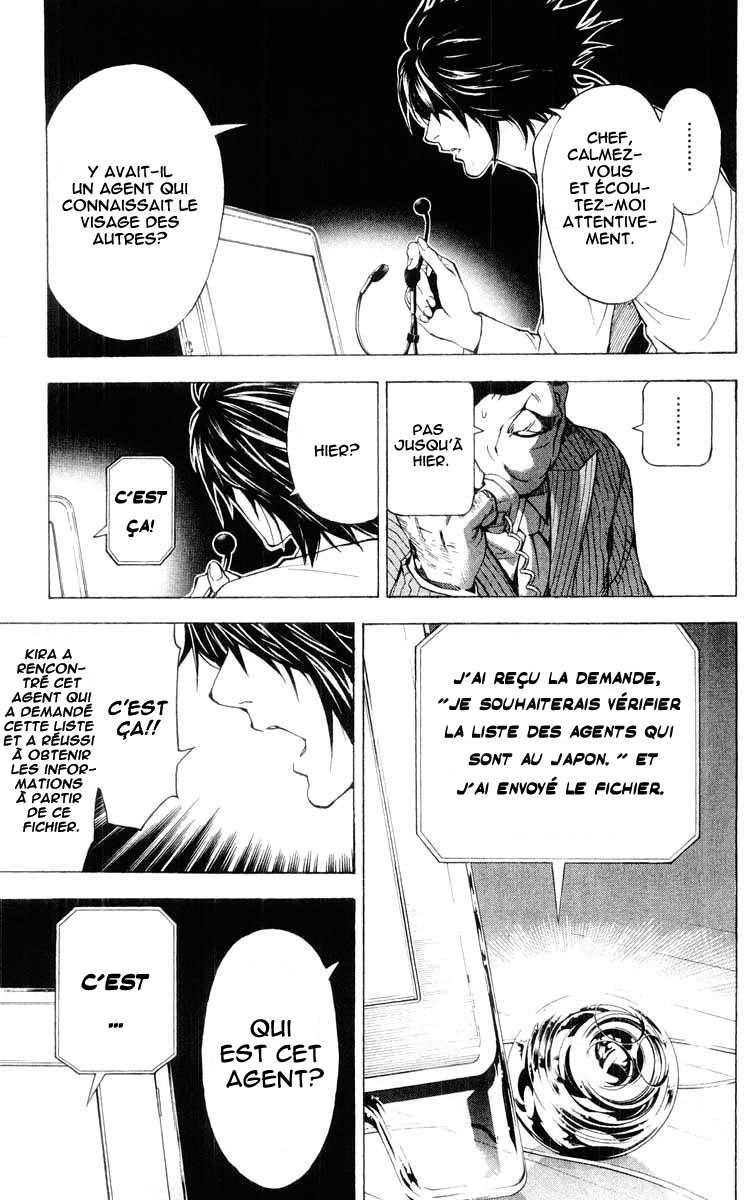 ..........
CHEF,
CALMEZ-
VOUS
ET ÉCOU-
TEZ-MOI
ATTENTIVE-
MENT.
Y AVAIT-IL
UN AGENT QUI
CONNAISSAIT LE
VISAGE DES
AUTRES?
..........
PAS
JUSQU'À
HIER.
HIER?
C'EST
ÇA!
J'AI REÇU LA DEMANDE,
"JE SOUHAITERAIS VÉRIFIER
LA LISTE DES AGENTS QUI
SONT AU JAPON. " ET
J'AI ENVOYÉ LE FICHIER.
C'EST
ÇA!!
KIRA A
RENCON-
TRÉ CET
AGENT QUI
A DEMANDÉ
CETTE LISTE
ET A RÉUSSI
À OBTENIR
LES INFOR-
MATIONS
À PARTIR
DE CE
FICHIER.
QUI
EST CET
AGENT?
C'EST
...